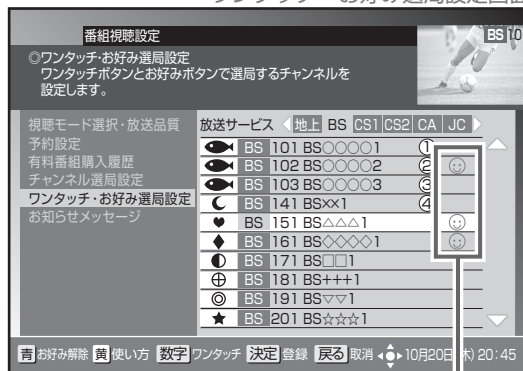 番組視聴設定
BS 10
◎ワンタッチ・お好み選局設定
ワンタッチボタンとお好みボタンで選局するチャンネルを
設定します。
視聴モード選択・放送品質
予約設定
有料番組購入履歴
チャンネル選局設定
ワンタッチ・お好み選局設定
お知らせメッセージ
放送サービス 地上 BS CS1 CS2 CA JC
BS 101 BS○○○○1 ①
BS 102 BS○○○○2 ②
BS 103 BS○○○○3 ③
BS 141 BS××1 ④
BS 151 BS△△△1
BS 161 BS◇◇◇◇1
BS 171 BS□□1
BS 181 BS+++1
BS 191 BS▽▽1
BS 201 BS☆☆☆1
青 お好み解除 黄 使い方 数字 ワンタッチ 決定 登録 戻る 取消 10月20日(木) 20:45